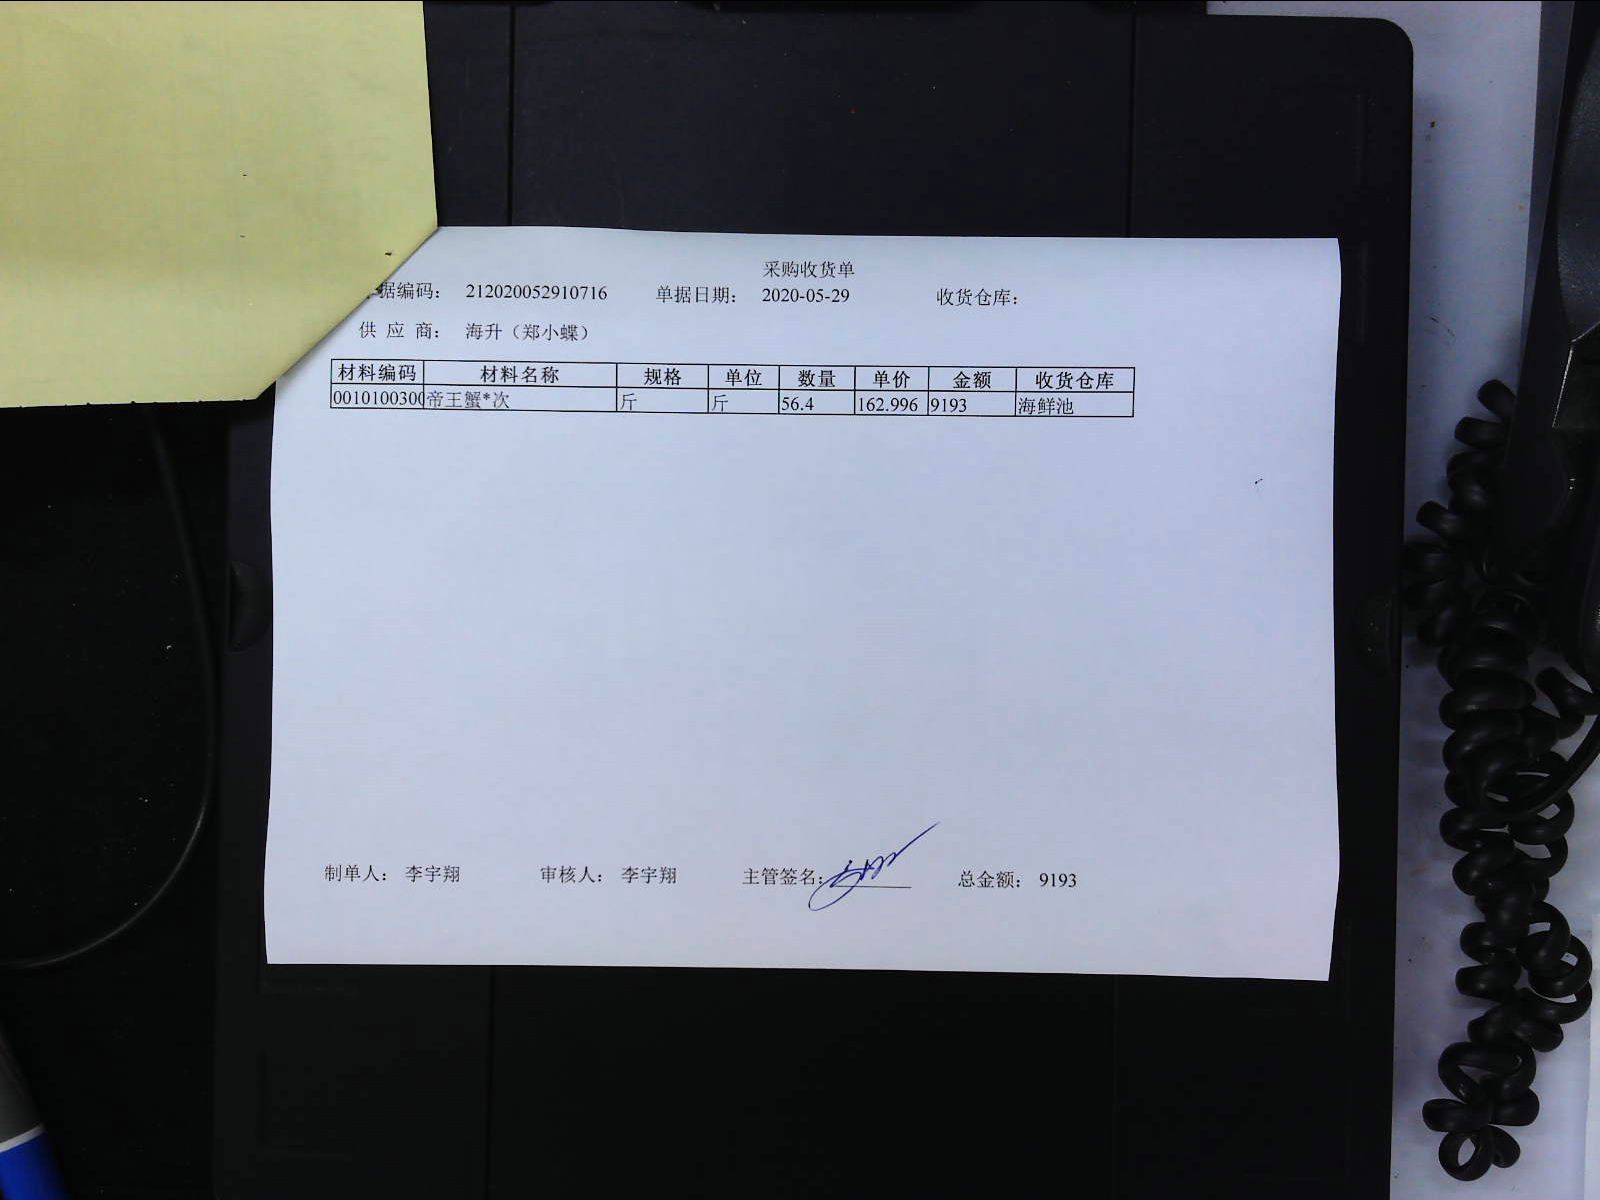 采购收货单
据编码： 212020052910716 单据日期： 2020-05-29 收货仓库：
供 应 商： 海升（郑小蝶）
材料编码 材料名称 规格 单位 数量 单价 金额 收货仓库
0010100300 帝王蟹*次 斤 斤 56.4 162.996 9193 海鲜池
制单人： 李宇翔 审核人： 李宇翔 主管签名： 总金额： 9193